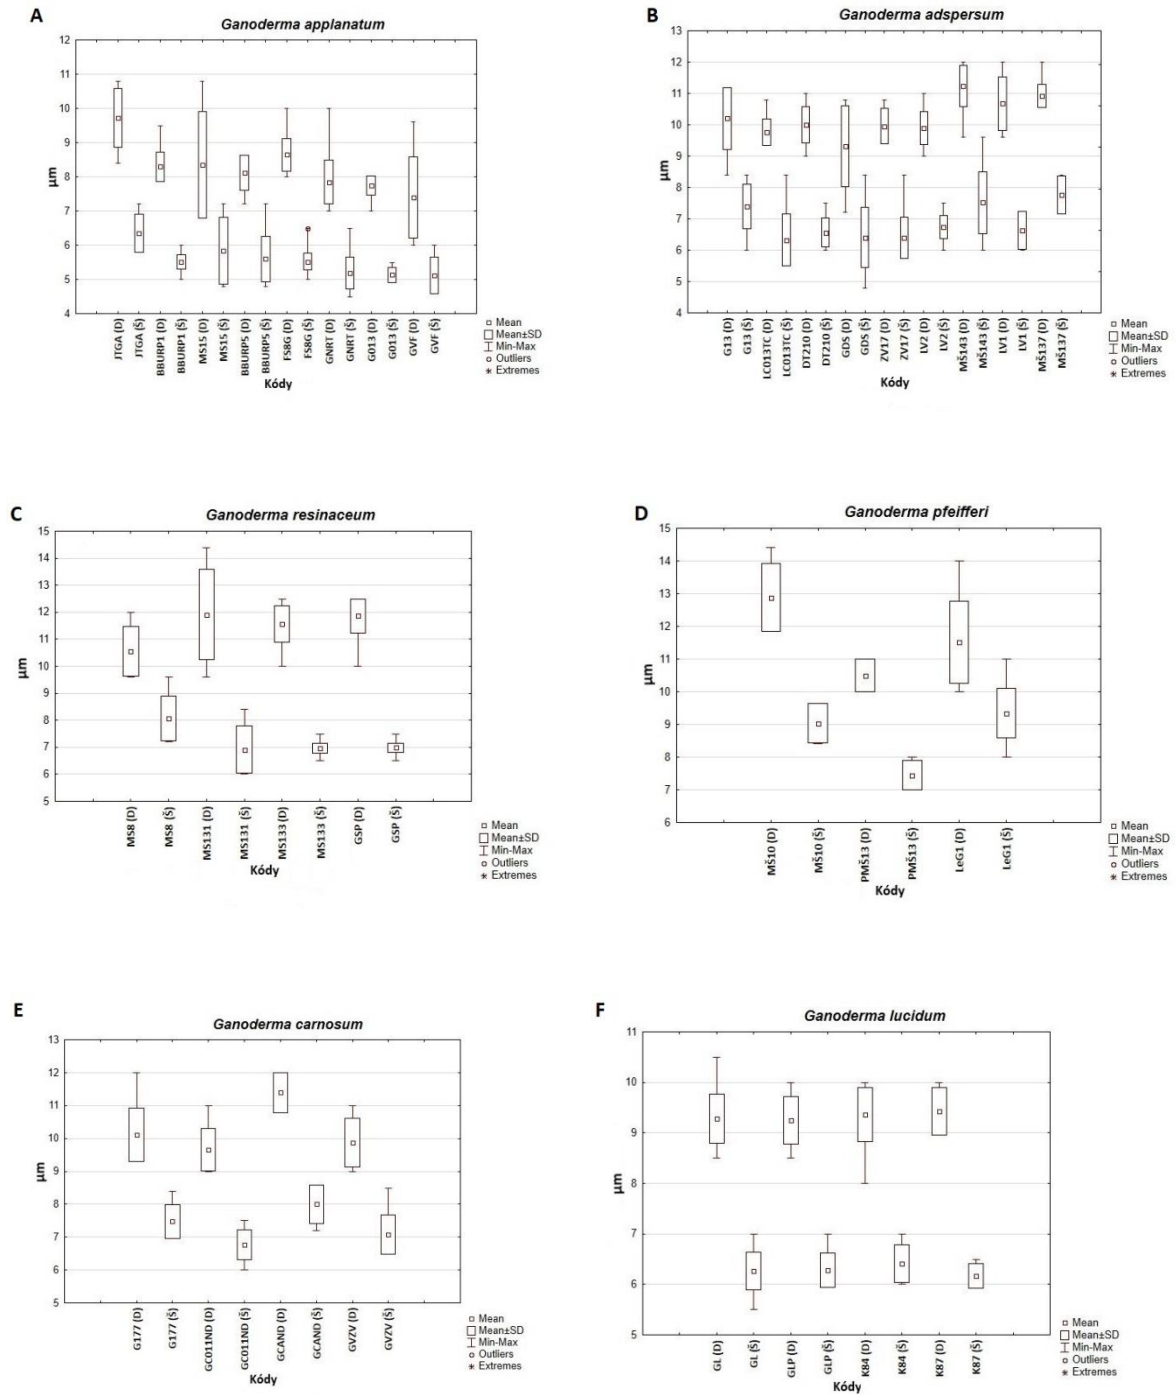 A
Ganoderma applanatum
12
11
10
9
8
7
6
5
4
µm
JTGA (D)
JTGA (Š)
BBURP1 (D)
BBURP1 (Š)
MS15 (D)
MS15 (Š)
BBURP5 (D)
BBURP5 (Š)
FS8G (D)
FS8G (Š)
GNRT (D)
GNRT (Š)
G013 (D)
G013 (Š)
GVF (D)
GVF (Š)
Kódy
Mean
Mean±SD
Min-Max
Outliers
Extremes
B
Ganoderma adspersum
13
12
11
10
9
8
7
6
5
4
µm
G13 (D)
G13 (Š)
LC013TC (D)
LC013TC (Š)
DT210 (D)
DT210 (Š)
GDS (D)
GDS (Š)
ZV17 (D)
ZV17 (Š)
LV2 (D)
LV2 (Š)
MŠ143 (D)
MŠ143 (Š)
LV1 (D)
LV1 (Š)
MŠ137 (D)
MŠ137 (Š)
Kódy
Mean
Mean±SD
Min-Max
Outliers
Extremes
C
Ganoderma resinaceum
15
14
13
12
11
10
9
8
7
6
5
µm
MS8 (D)
MS8 (Š)
MS131 (D)
MS131 (Š)
MS133 (D)
MS133 (Š)
GSP (D)
GSP (Š)
Kódy
Mean
Mean±SD
Min-Max
Outliers
Extremes
D
Ganoderma pfeifferi
15
14
13
12
11
10
9
8
7
6
µm
MŠ10 (D)
MŠ10 (Š)
PMŠ13 (D)
PMŠ13 (Š)
LeG1 (D)
LeG1 (Š)
Kódy
Mean
Mean±SD
Min-Max
Outliers
Extremes
E
Ganoderma carnosum
13
12
11
10
9
8
7
6
5
µm
G177 (D)
G177 (Š)
GC011ND (D)
GC011ND (Š)
GCAND (D)
GCAND (Š)
GVZV (D)
GVZV (Š)
Kódy
Mean
Mean±SD
Min-Max
Outliers
Extremes
F
Ganoderma lucidum
11
10
9
8
7
6
5
µm
GL (D)
GL (Š)
GLP (D)
GLP (Š)
K84 (D)
K84 (Š)
K87 (D)
K87 (Š)
Kódy
Mean
Mean±SD
Min-Max
Outliers
Extremes